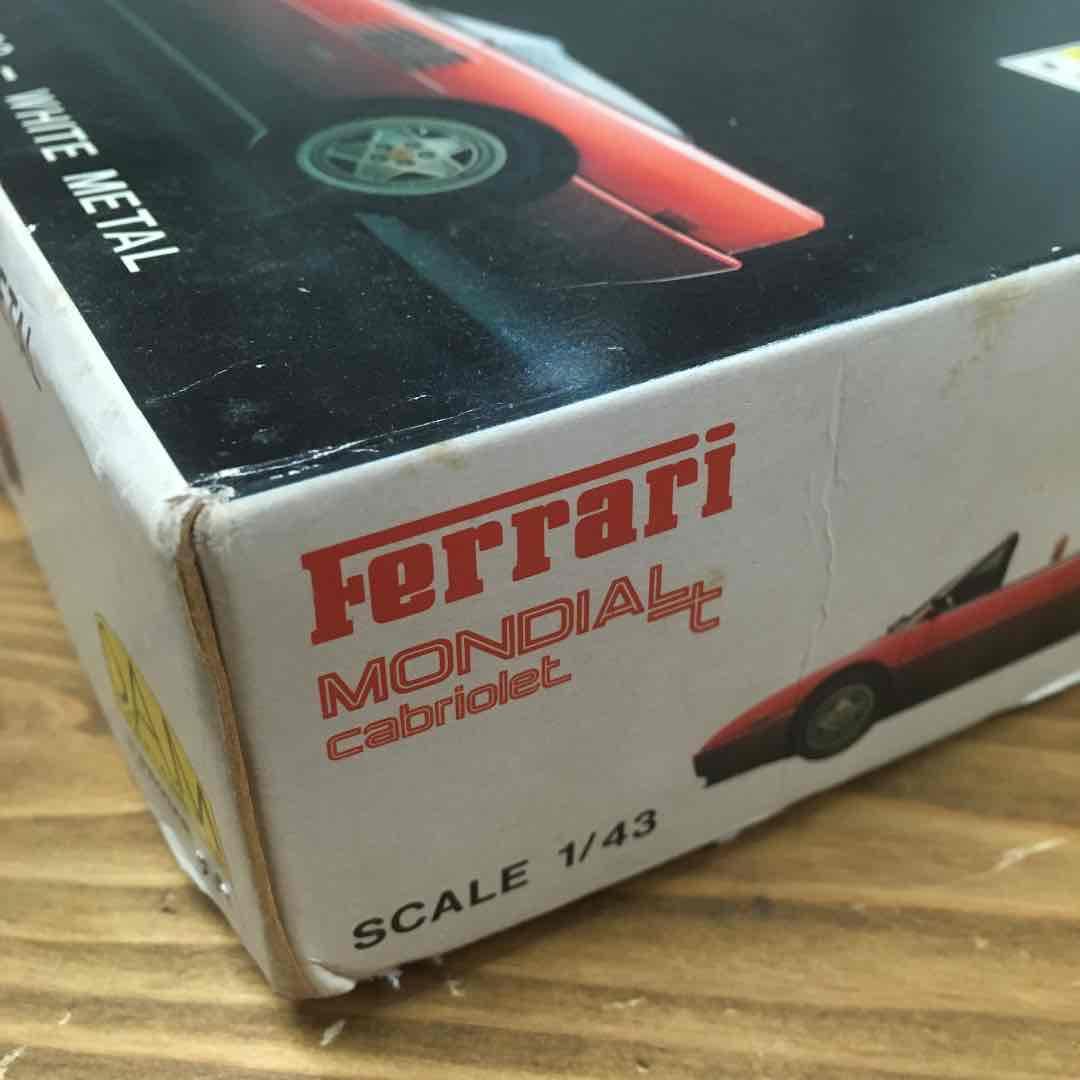 - WHITE METAL
Ferrari
MONDIAL t
cabriolet
SCALE 1/43